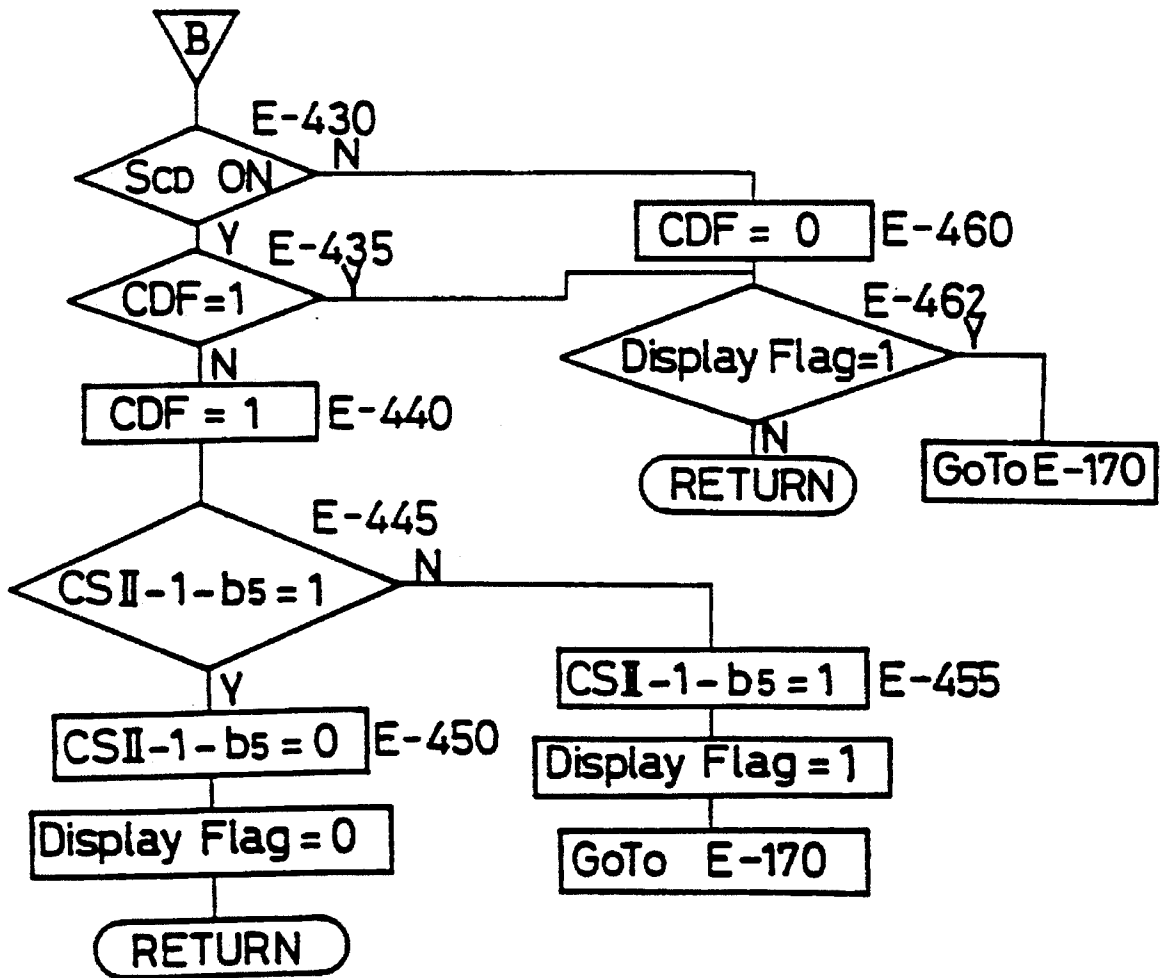 B
E-430
SCD ON
N
Y
CDF = 0
E-460
E-435
CDF=1
Y
N
E-462
Display Flag=1
Y
N
CDF = 1
E-440
RETURN
GoTo E-170
E-445
CSⅡ-1-b5=1
N
Y
CSⅡ-1-b5=1
E-455
CSⅡ-1-b5=0
E-450
Display Flag=1
Display Flag=0
GoTo E-170
RETURN